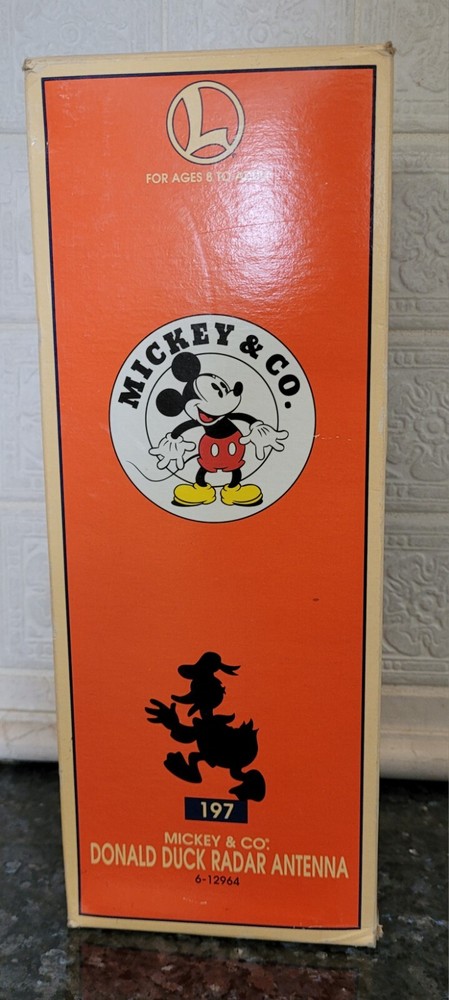 L
FOR AGES 8 TO
MICKEY & CO.
197
MICKEY & CO.
DONALD DUCK RADAR ANTENNA
6-12964